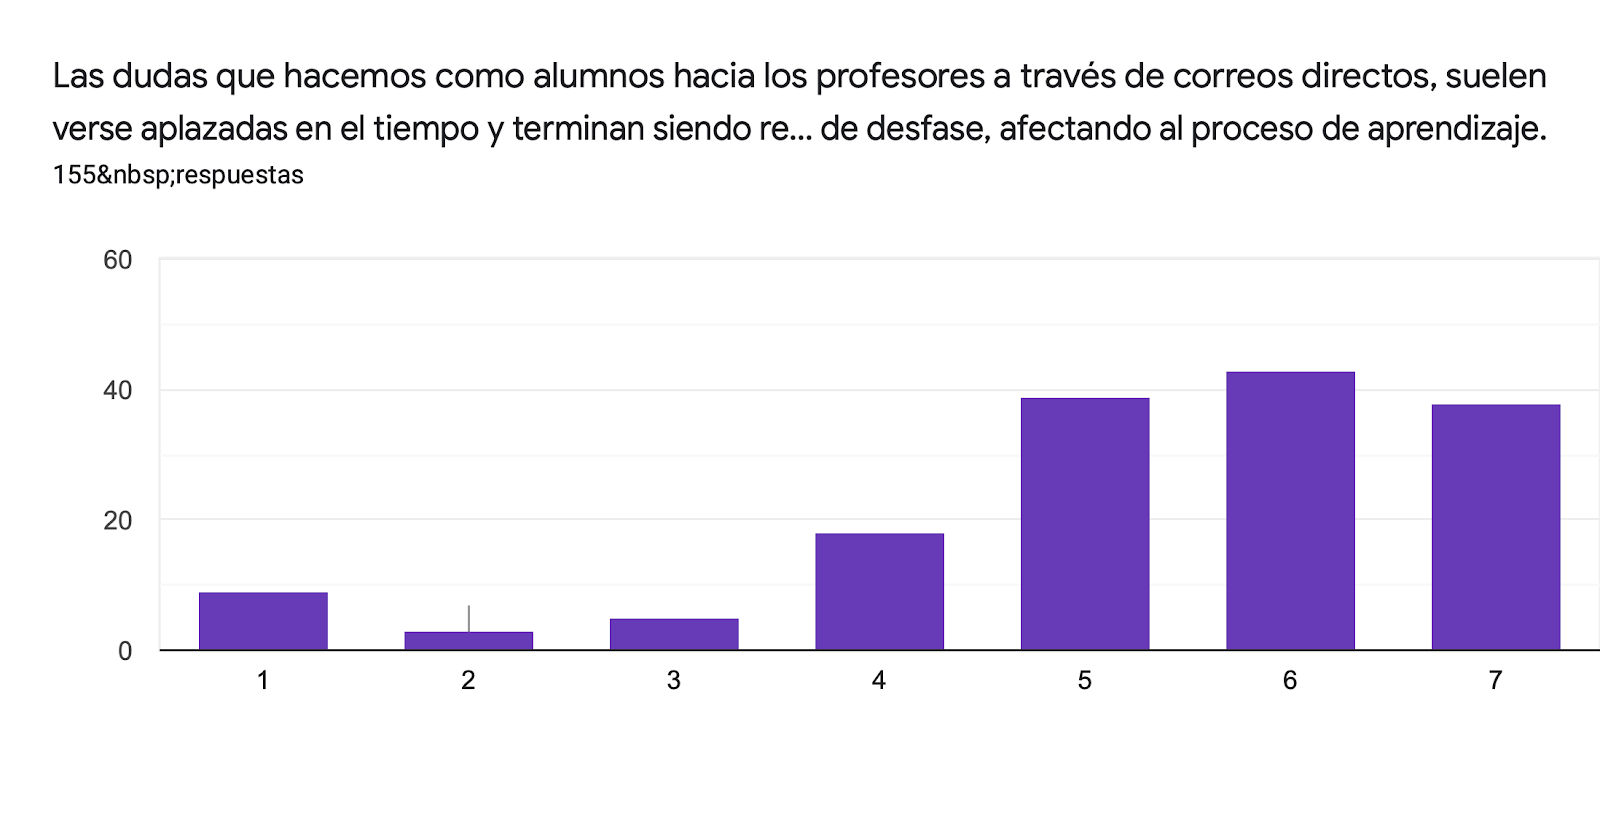 Las dudas que hacemos como alumnos hacia los profesores a través de correos directos, suelen
verse aplazadas en el tiempo y terminan siendo re... de desfase, afectando al proceso de aprendizaje.
155&nbsp;respuestas
60
40
20
0
1 2 3 4 5 6 7